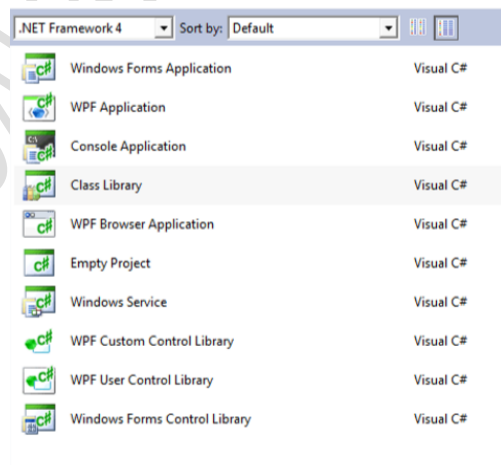 .NET Framework 4 Sort by: Default
Windows Forms Application Visual C#
WPF Application Visual C#
Console Application Visual C#
Class Library Visual C#
WPF Browser Application Visual C#
Empty Project Visual C#
Windows Service Visual C#
WPF Custom Control Library Visual C#
WPF User Control Library Visual C#
Windows Forms Control Library Visual C#